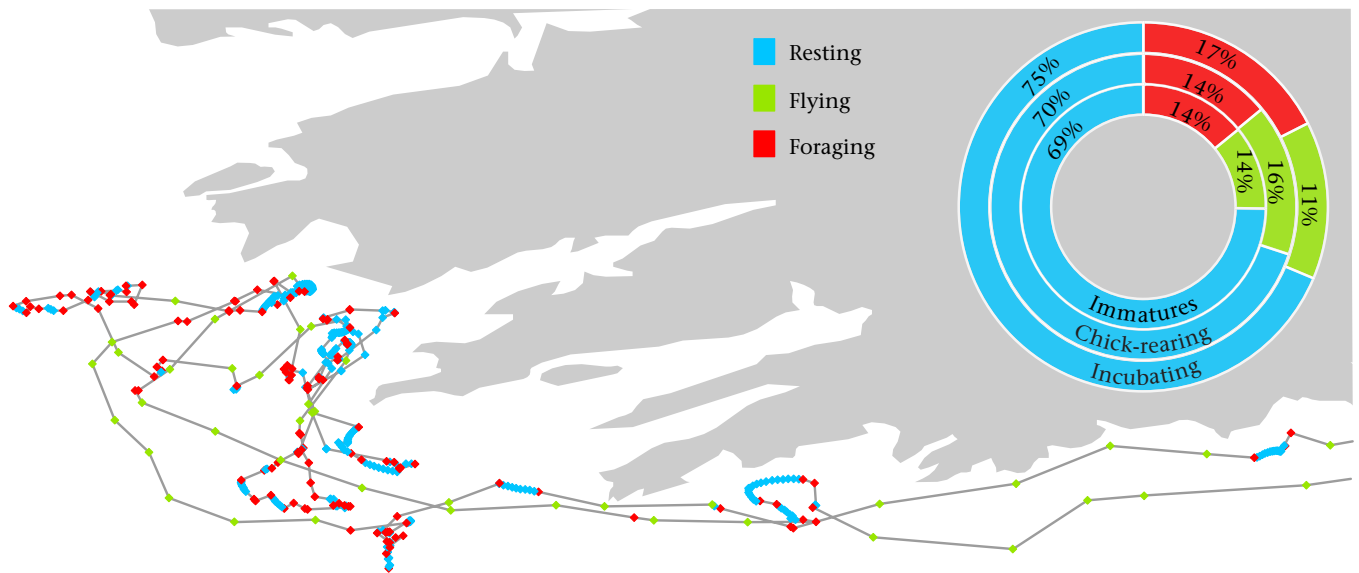 Resting
Flying
Foraging
75%
17%
11%
70%
14%
16%
69%
14%
14%
Immatures
Chick-rearing
Incubating